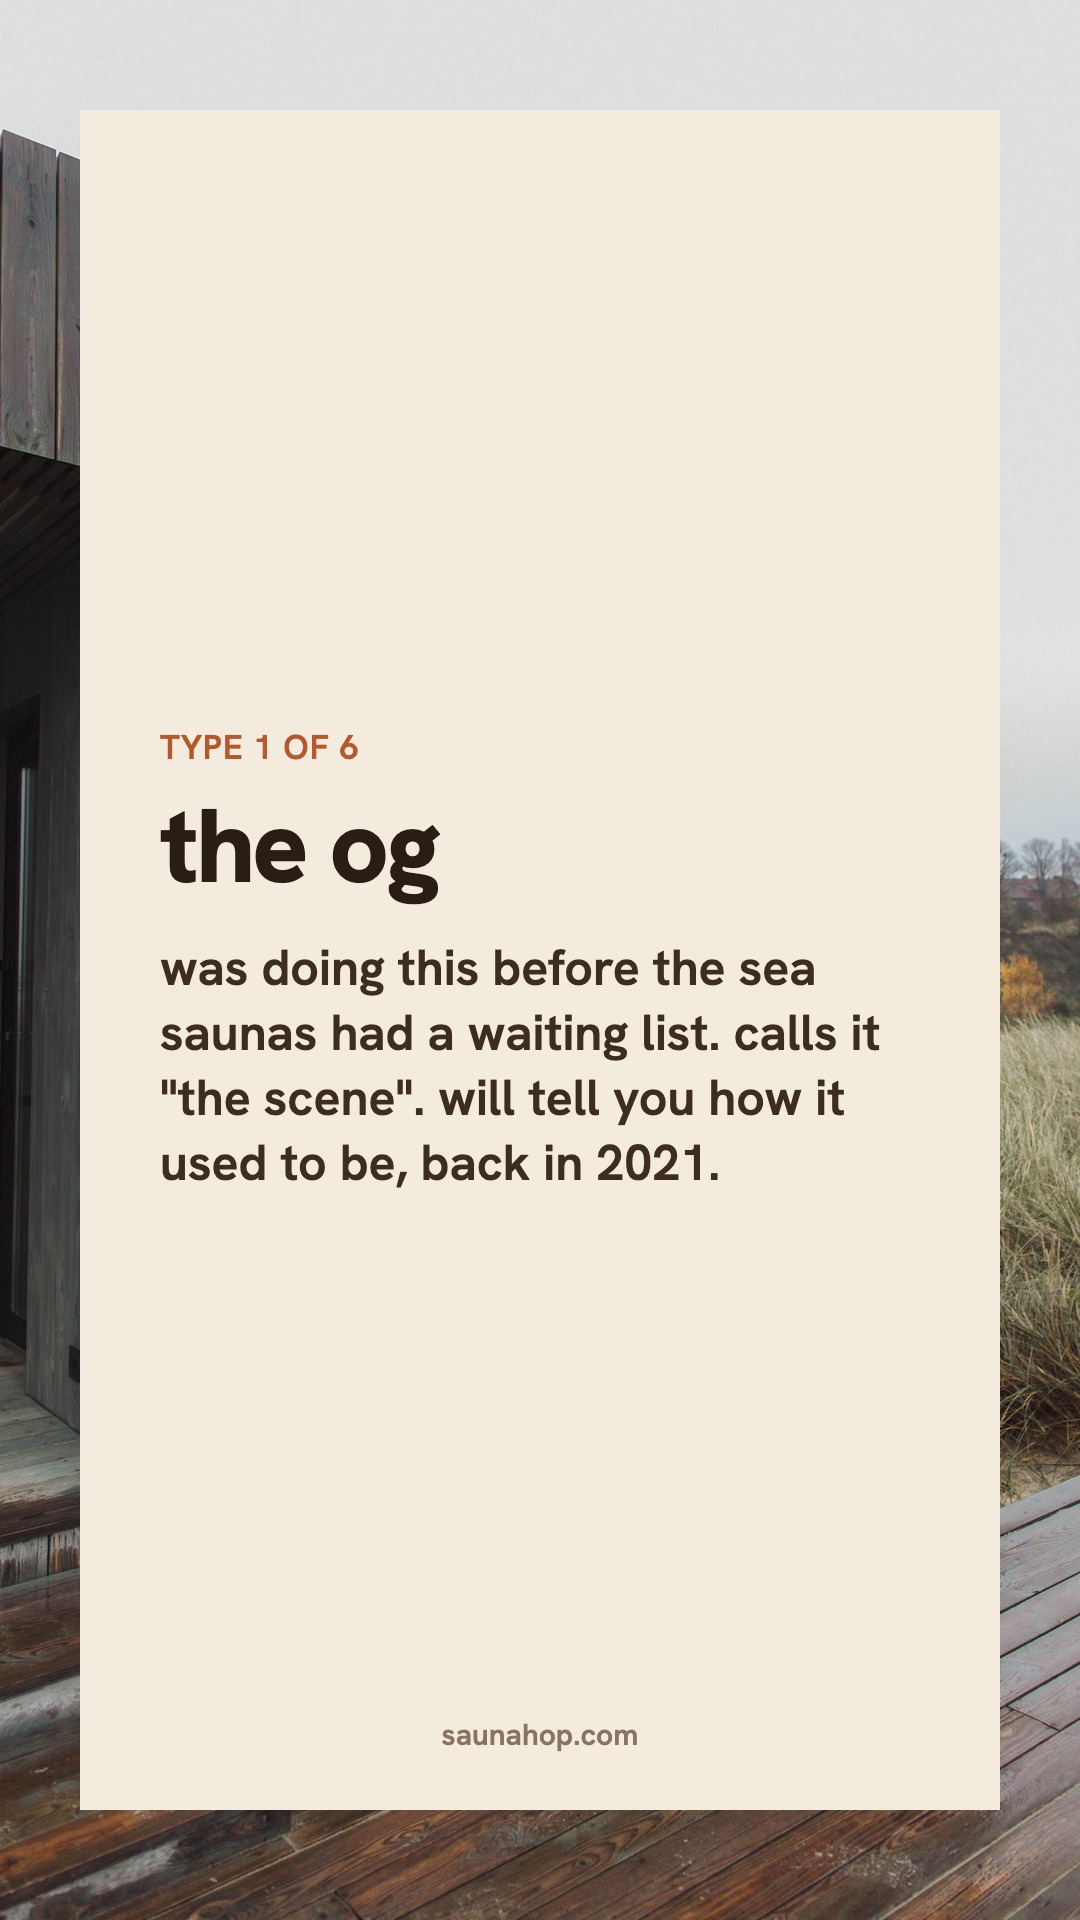 TYPE 1 OF 6
the og
was doing this before the sea
saunas had a waiting list. calls it
"the scene". will tell you how it
used to be, back in 2021.
saunahop.com